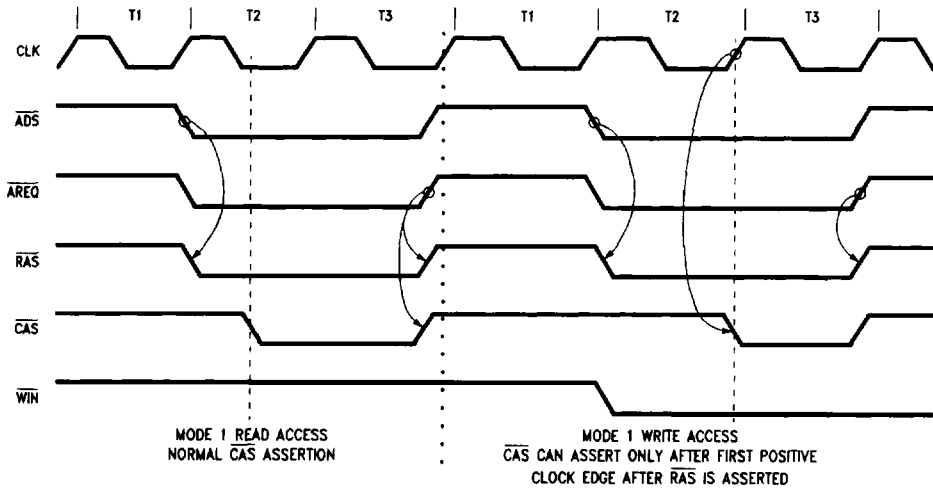 T1 T2 T3 T1 T2 T3
CLK
ADS
AREQ
RAS
CAS
WIN
MODE 1 READ ACCESS
NORMAL CAS ASSERTION
MODE 1 WRITE ACCESS
CAS CAN ASSERT ONLY AFTER FIRST POSITIVE
CLOCK EDGE AFTER RAS IS ASSERTED